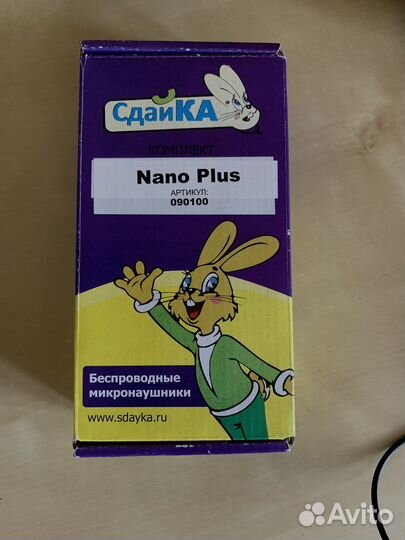 СдайКА
КОМПЛЕКТ
Nano Plus
АРТИКУЛ:
090100
Беспроводные
микронаушники
www.sdayka.ru
Avito